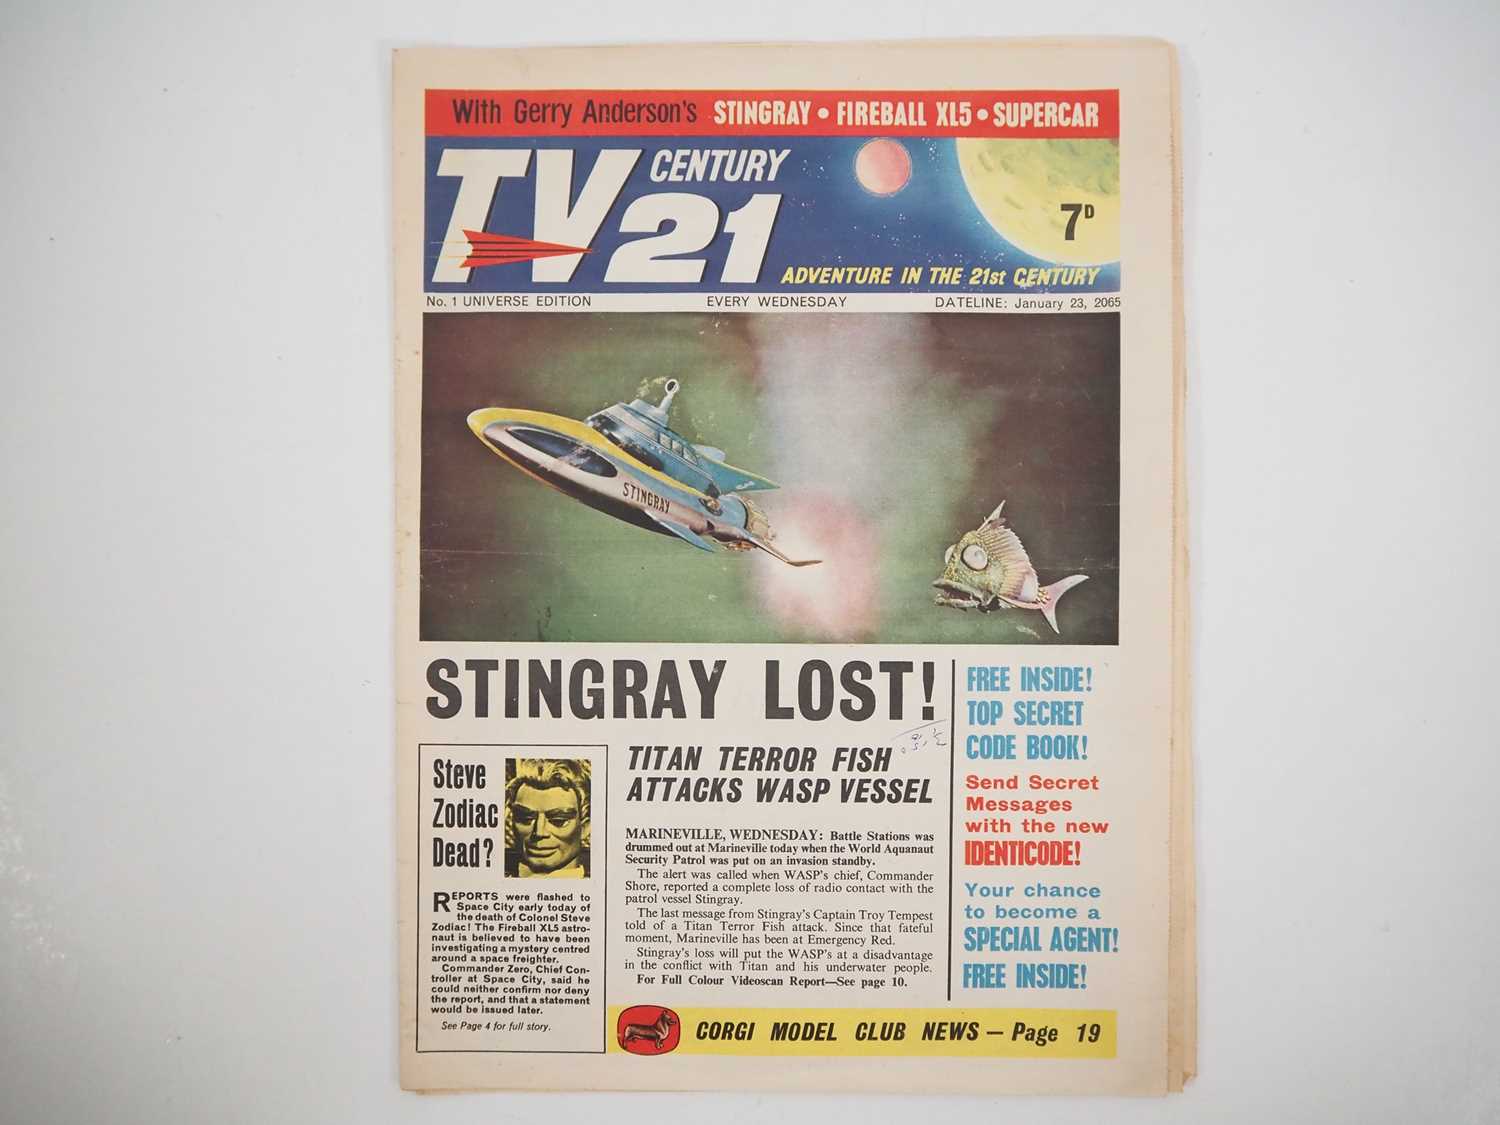 With Gerry Anderson's STINGRAY • FIREBALL XL5 • SUPERCAR
TV CENTURY 21
7D
ADVENTURE IN THE 21st CENTURY
No. 1 UNIVERSE EDITION EVERY WEDNESDAY DATELINE: January 23, 2065
STINGRAY
STINGRAY LOST!
Steve
Zodiac
Dead?
REPORTS were flashed to
Space City early today of
the death of Colonel Steve
Zodiac! The Fireball XL5 astro-
naut is believed to have been
investigating a mystery centred
around a space freighter.
Commander Zero, Chief Con-
troller at Space City, said he
could neither confirm nor deny
the report, and that a statement
would be issued later.
See Page 4 for full story.
TITAN TERROR FISH
ATTACKS WASP VESSEL
MARINEVILLE, WEDNESDAY: Battle Stations was
drummed out at Marineville today when the World Aquanaut
Security Patrol was put on an invasion standby.
The alert was called when WASP's chief, Commander
Shore, reported a complete loss of radio contact with the
patrol vessel Stingray.
The last message from Stingray's Captain Troy Tempest
told of a Titan Terror Fish attack. Since that fateful
moment, Marineville has been at Emergency Red.
Stingray's loss will put the WASP's at a disadvantage
in the conflict with Titan and his underwater people.
For Full Colour Videoscan Report—See page 10.
FREE INSIDE!
TOP SECRET
CODE BOOK!
Send Secret
Messages
with the new
IDENTICODE!
Your chance
to become a
SPECIAL AGENT!
FREE INSIDE!
CORGI MODEL CLUB NEWS — Page 19